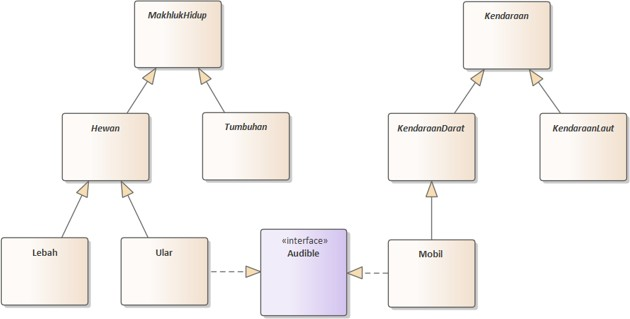 MakhlukHidup
Kendaraan
Hewan
Tumbuhan
KendaraanDarat
KendaraanLaut
Lebah
Ular
«interface»
Audible
Mobil